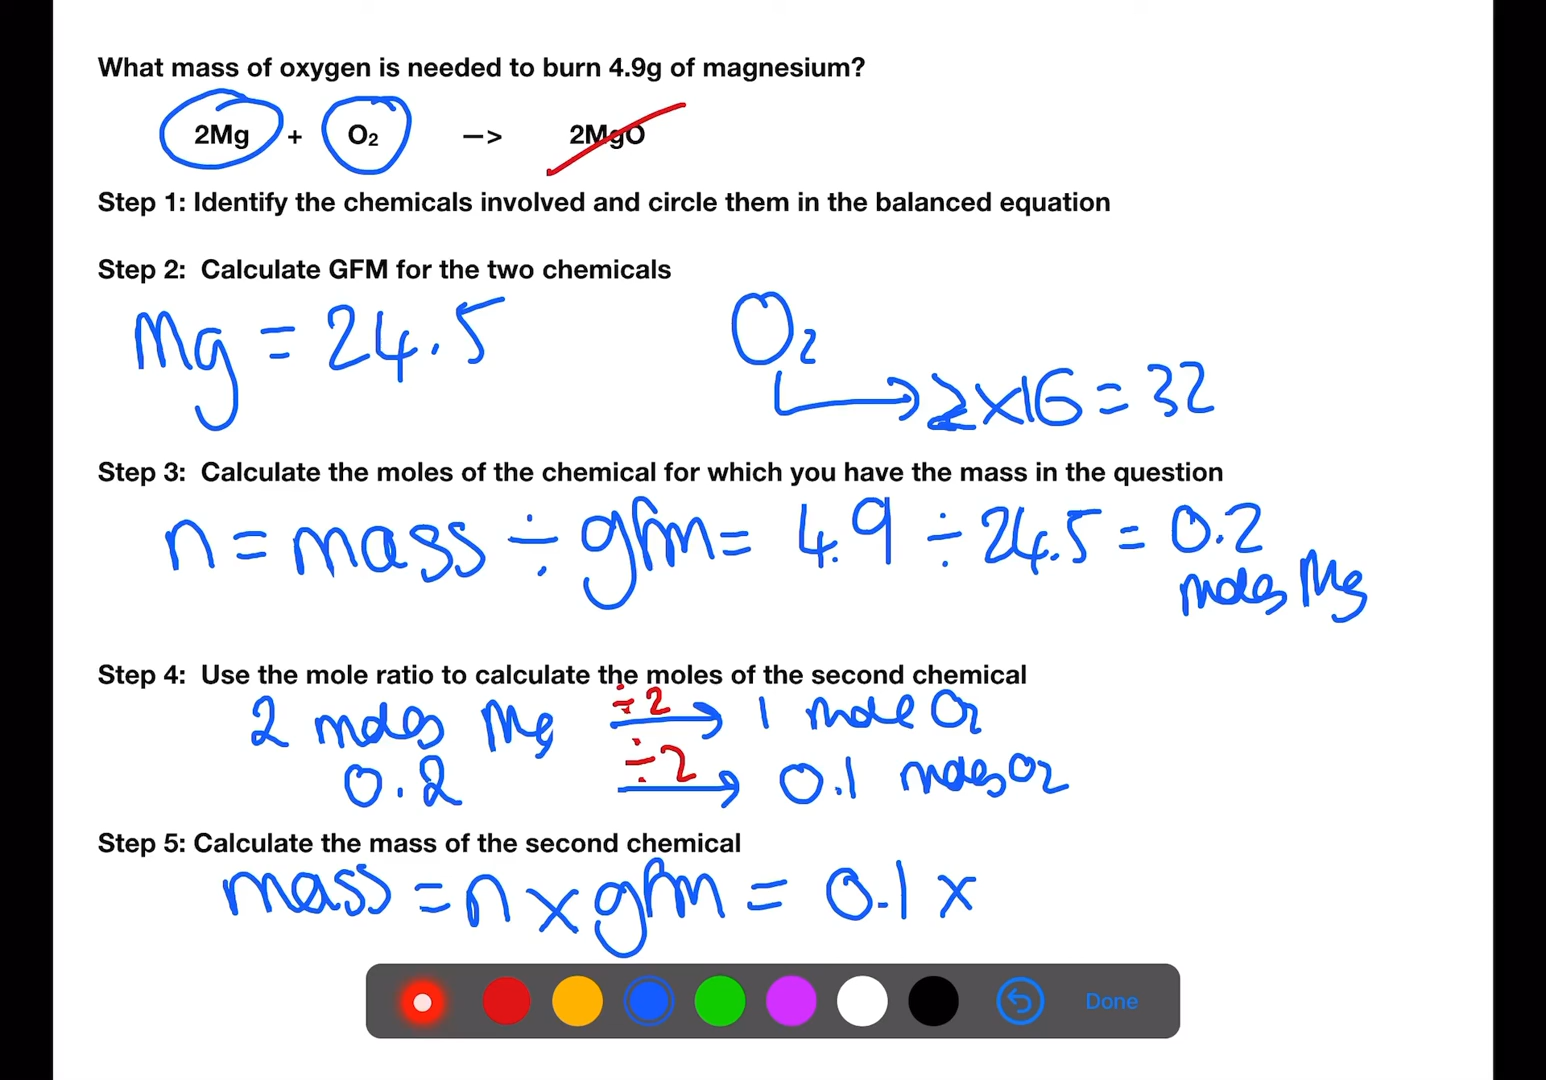 What mass of oxygen is needed to burn 4.9g of magnesium?
2Mg + O₂ —> 2MgO
Step 1: Identify the chemicals involved and circle them in the balanced equation
Step 2: Calculate GFM for the two chemicals
Mg = 24.5 O₂
2×16 = 32
Step 3: Calculate the moles of the chemical for which you have the mass in the question
n = mass ÷ gfm = 4.9 ÷ 24.5 = 0.2
moles Mg
Step 4: Use the mole ratio to calculate the moles of the second chemical
2 moles Mg ÷2 → 1 mole O₂
0.2 ÷2 → 0.1 moles O₂
Step 5: Calculate the mass of the second chemical
mass = n × gfm = 0.1 ×
Done